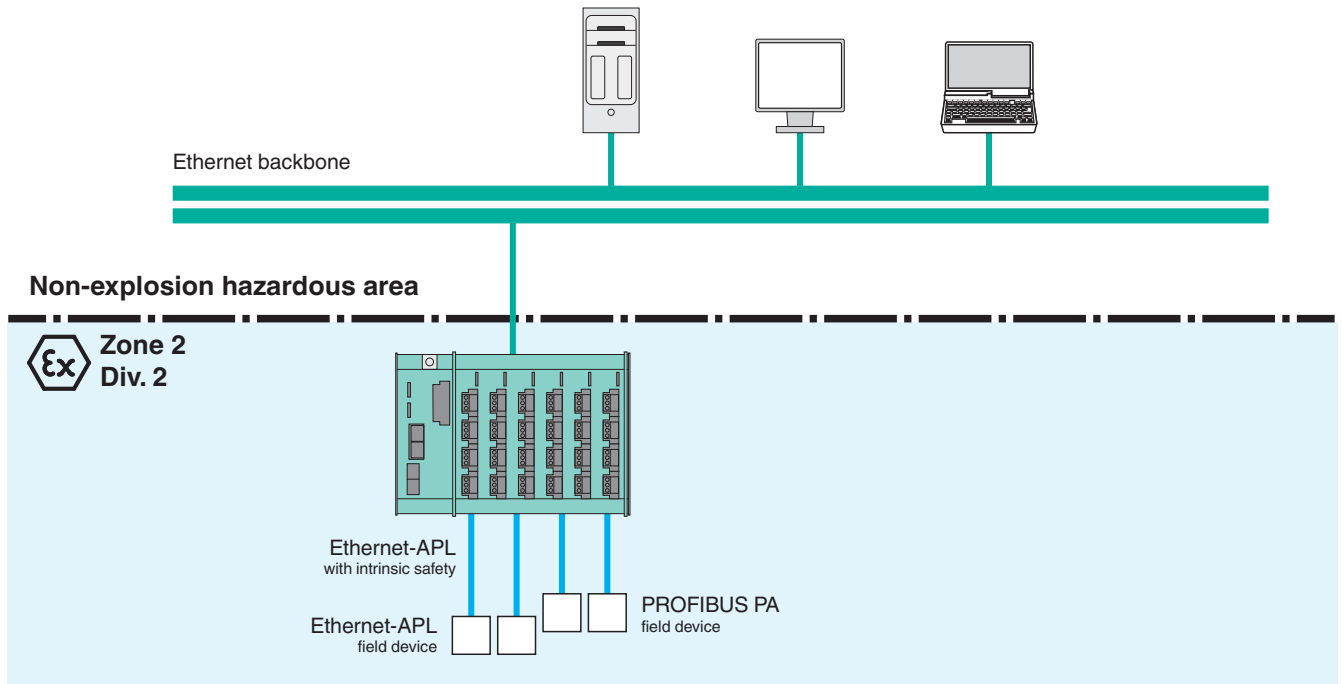 Ethernet backbone
Non-explosion hazardous area
Ex
Zone 2
Div. 2
Ethernet-APL
with intrinsic safety
Ethernet-APL
field device
PROFIBUS PA
field device